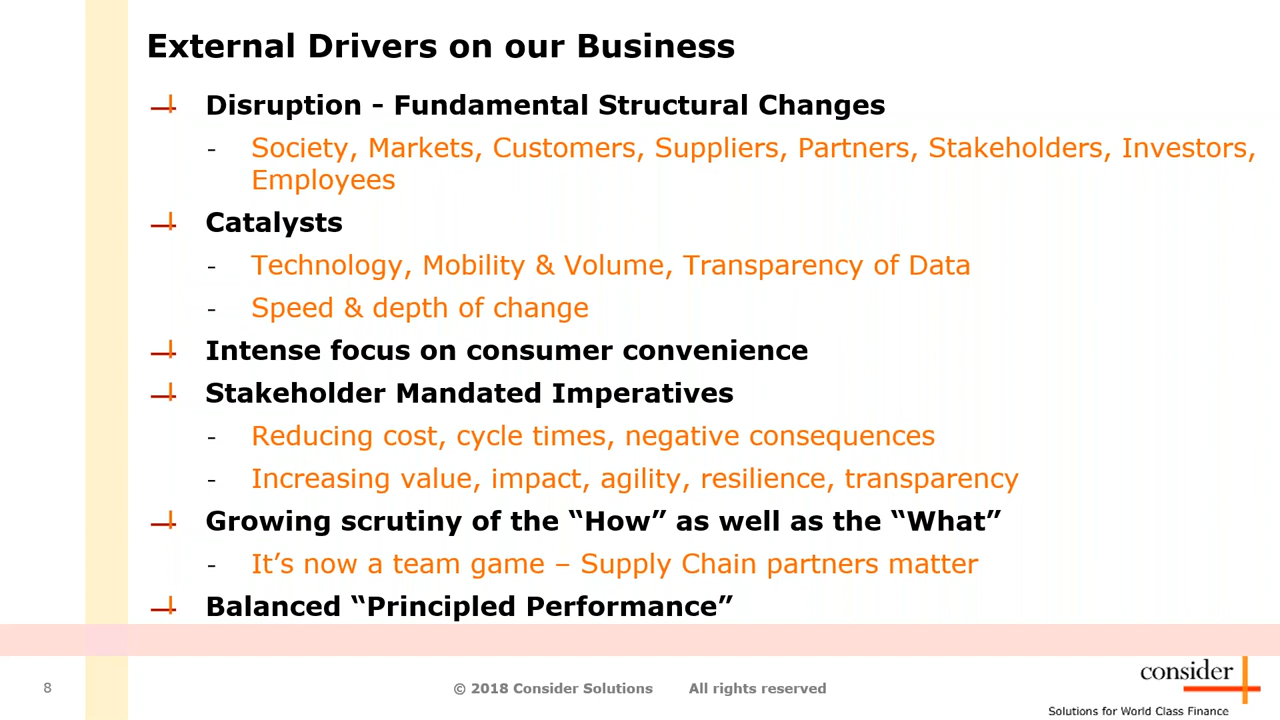 External Drivers on our Business
Disruption - Fundamental Structural Changes
- Society, Markets, Customers, Suppliers, Partners, Stakeholders, Investors,
Employees
Catalysts
- Technology, Mobility & Volume, Transparency of Data
- Speed & depth of change
Intense focus on consumer convenience
Stakeholder Mandated Imperatives
- Reducing cost, cycle times, negative consequences
- Increasing value, impact, agility, resilience, transparency
Growing scrutiny of the “How” as well as the “What”
- It’s now a team game – Supply Chain partners matter
Balanced “Principled Performance”
8
© 2018 Consider Solutions All rights reserved
consider
Solutions for World Class Finance